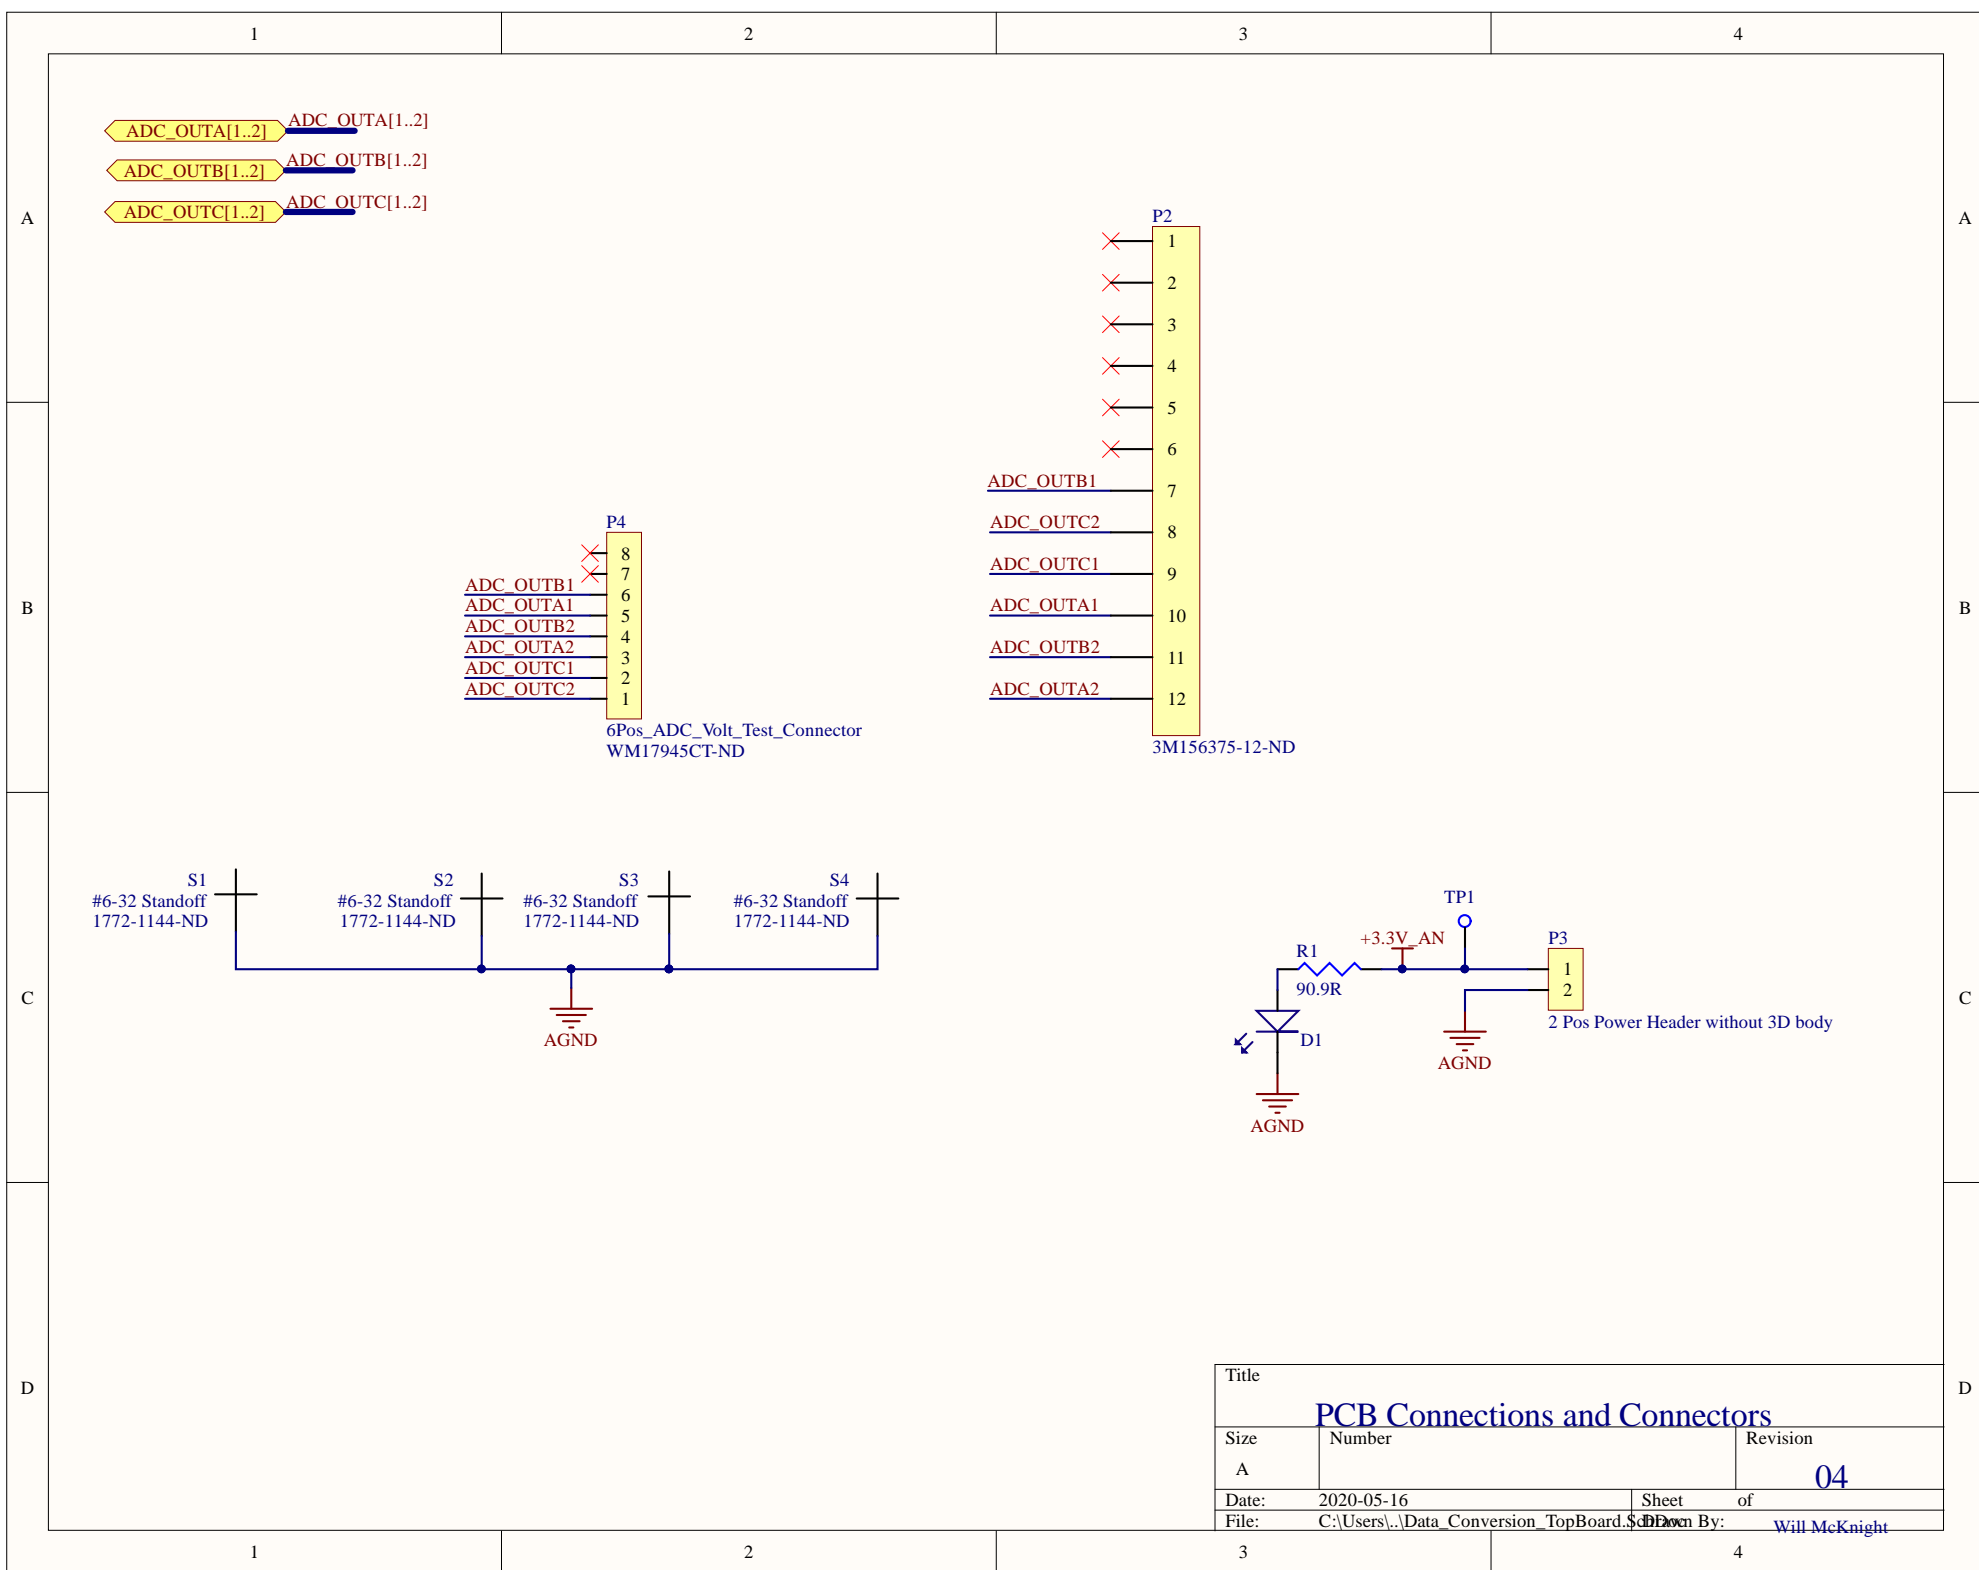 1 2 3 4
A A
B B
C C
D D
ADC_OUTA[1..2] ADC_OUTA[1..2]
ADC_OUTB[1..2] ADC_OUTB[1..2]
ADC_OUTC[1..2] ADC_OUTC[1..2]
P2
1
2
3
4
5
6
ADC_OUTB1 7
ADC_OUTC2 8
ADC_OUTC1 9
ADC_OUTA1 10
ADC_OUTB2 11
ADC_OUTA2 12
3M156375-12-ND
P4
8
7
ADC_OUTB1 6
ADC_OUTA1 5
ADC_OUTB2 4
ADC_OUTA2 3
ADC_OUTC1 2
ADC_OUTC2 1
6Pos_ADC_Volt_Test_Connector
WM17945CT-ND
S1
#6-32 Standoff
1772-1144-ND
S2
#6-32 Standoff
1772-1144-ND
S3
#6-32 Standoff
1772-1144-ND
S4
#6-32 Standoff
1772-1144-ND
AGND
TP1
+3.3V_AN
R1
90.9R
P3
1
2
2 Pos Power Header without 3D body
D1
AGND
AGND
Title
PCB Connections and Connectors
Size Number Revision
A 04
Date: 2020-05-16 Sheet of
File: C:\Users\..\Data_Conversion_TopBoard.SchDoc Drawn By: Will McKnight
1 2 3 4